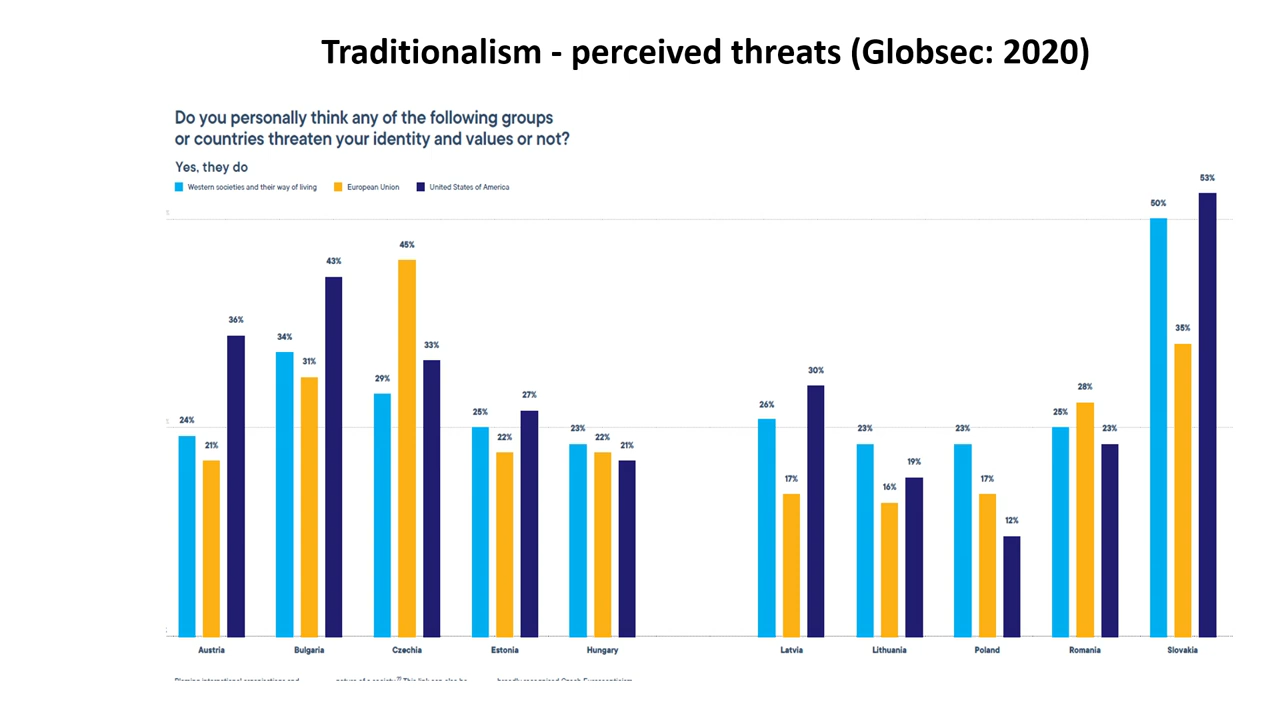 Traditionalism - perceived threats (Globsec: 2020)
Do you personally think any of the following groups
or countries threaten your identity and values or not?
Yes, they do
Western societies and their way of living European Union United States of America
24% 21% 36%
34% 31% 43%
29% 45% 33%
25% 22% 27%
23% 22% 21%
26% 17% 30%
23% 16% 19%
23% 17% 12%
25% 28% 23%
50% 35% 53%
Austria Bulgaria Czechia Estonia Hungary Latvia Lithuania Poland Romania Slovakia